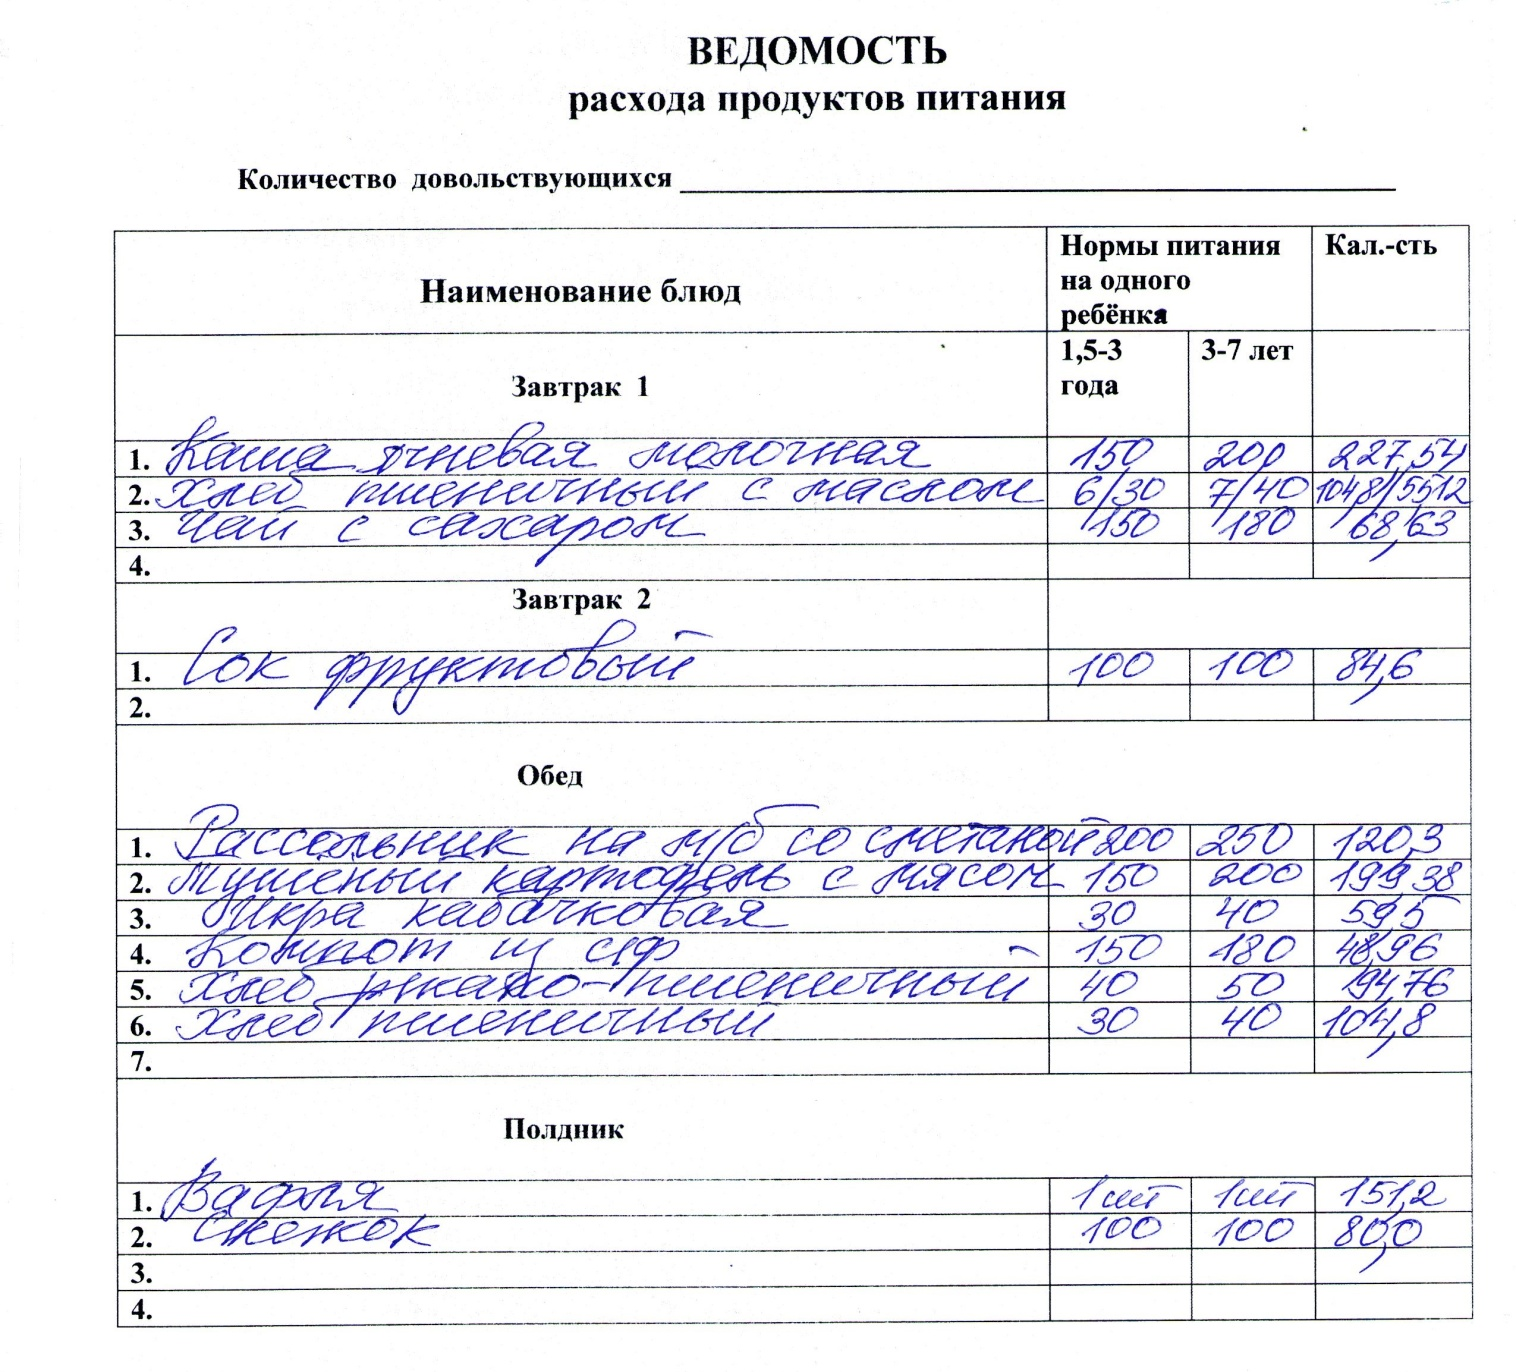 ВЕДОМОСТЬ
расхода продуктов питания
Количество довольствующихся
Наименование блюд Нормы питания на одного ребёнка Кал.-сть
Завтрак 1 1,5-3 года 3-7 лет
1. Каша ячневая молочная 150 200 227,54
2. Хлеб пшеничный с маслом 6/30 7/40 104,8/55,12
3. Чай с сахаром 150 180 68,63
4.
Завтрак 2
1. Сок фруктовый 100 100 84,6
2.
Обед
1. Рассольник на м/б со сметаной 200 250 120,3
2. Тушеный картофель с мясом 150 200 199,38
3. Икра кабачковая 30 40 59,5
4. Компот из с/ф 150 180 48,96
5. Хлеб ржано-пшеничный 40 50 94,76
6. Хлеб пшеничный 30 40 104,8
7.
Полдник
1. Вафля 1 шт 1 шт 151,2
2. Снежок 100 100 80,0
3.
4.